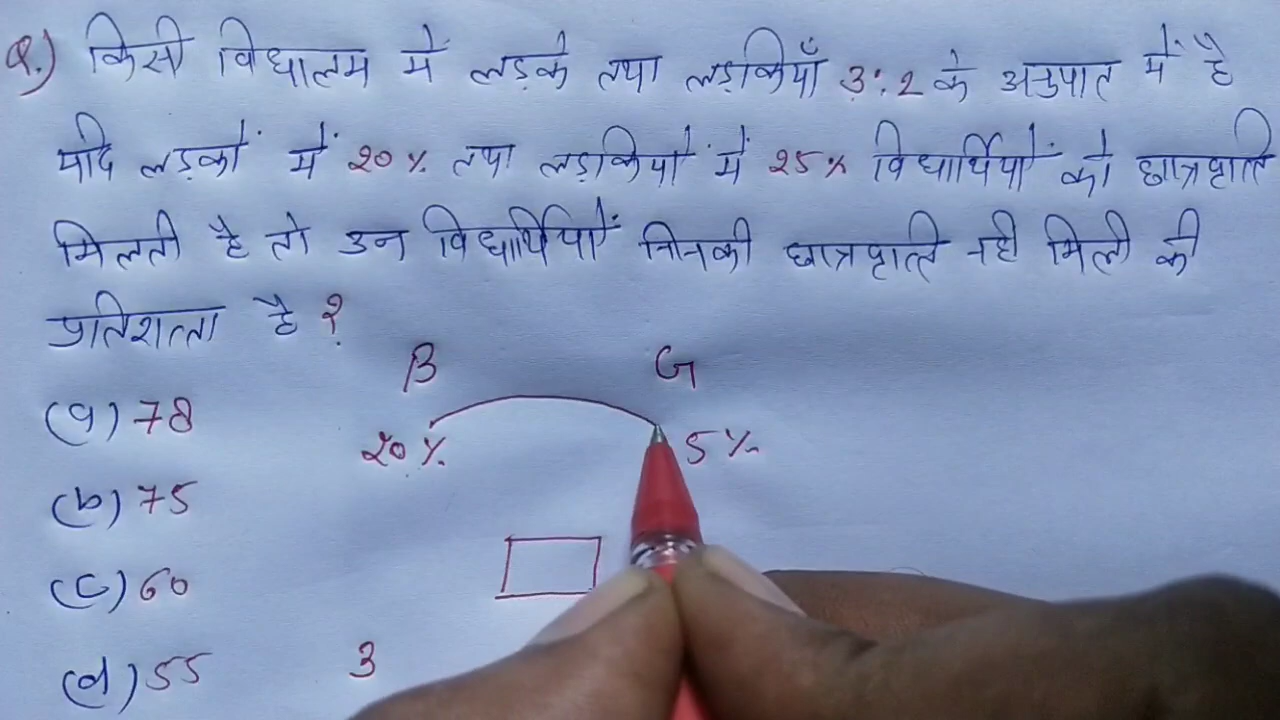 Q.) किसी विधालय में लड़के तथा लड़कियाँ 3:2 के अनुपात में है
यदि लड़कों में 20% तथा लड़कियों में 25% विधार्थियों को छात्रवृत्ति
मिलती है तो उन विधार्थियों जिनकी छात्रवृत्ति नही मिली की
प्रतिशतता है ?
B G
(a) 78
20% 5%
(b) 75
(c) 60
(d) 55
3